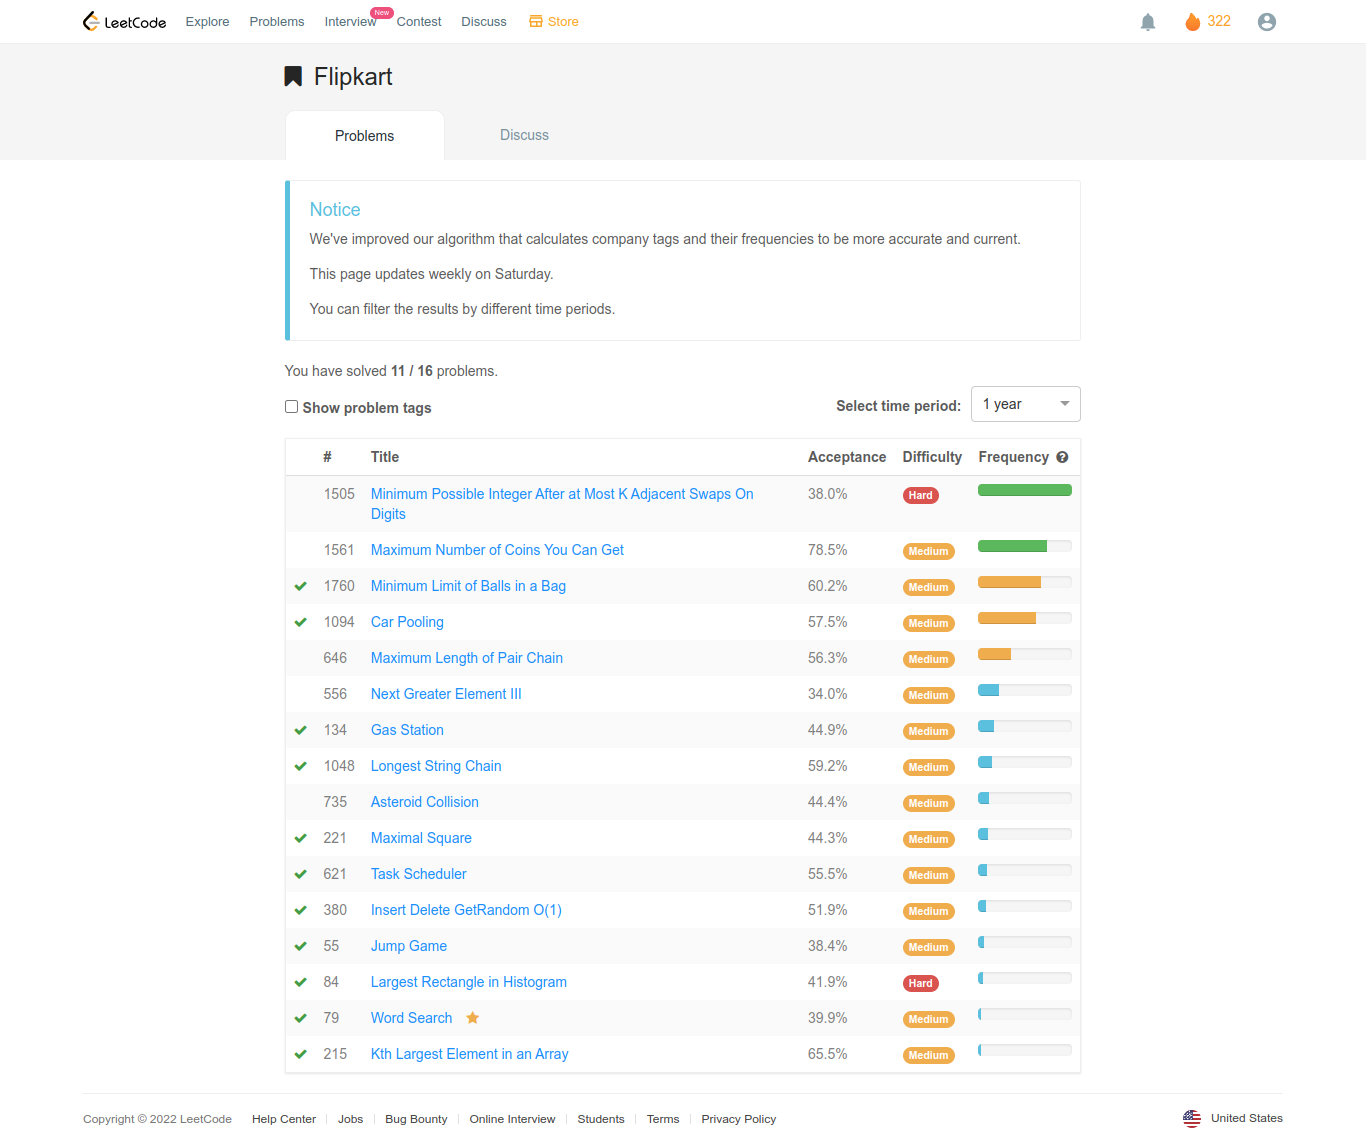 LeetCode Explore Problems Interview New Contest Discuss Store 322
Flipkart
Problems Discuss
Notice
We've improved our algorithm that calculates company tags and their frequencies to be more accurate and current.
This page updates weekly on Saturday.
You can filter the results by different time periods.
You have solved 11 / 16 problems.
Show problem tags Select time period: 1 year
# Title Acceptance Difficulty Frequency ?
1505 Minimum Possible Integer After at Most K Adjacent Swaps On 38.0% Hard
Digits
1561 Maximum Number of Coins You Can Get 78.5% Medium
1760 Minimum Limit of Balls in a Bag 60.2% Medium
1094 Car Pooling 57.5% Medium
646 Maximum Length of Pair Chain 56.3% Medium
556 Next Greater Element III 34.0% Medium
134 Gas Station 44.9% Medium
1048 Longest String Chain 59.2% Medium
735 Asteroid Collision 44.4% Medium
221 Maximal Square 44.3% Medium
621 Task Scheduler 55.5% Medium
380 Insert Delete GetRandom O(1) 51.9% Medium
55 Jump Game 38.4% Medium
84 Largest Rectangle in Histogram 41.9% Hard
79 Word Search 39.9% Medium
215 Kth Largest Element in an Array 65.5% Medium
Copyright © 2022 LeetCode Help Center Jobs Bug Bounty Online Interview Students Terms Privacy Policy United States